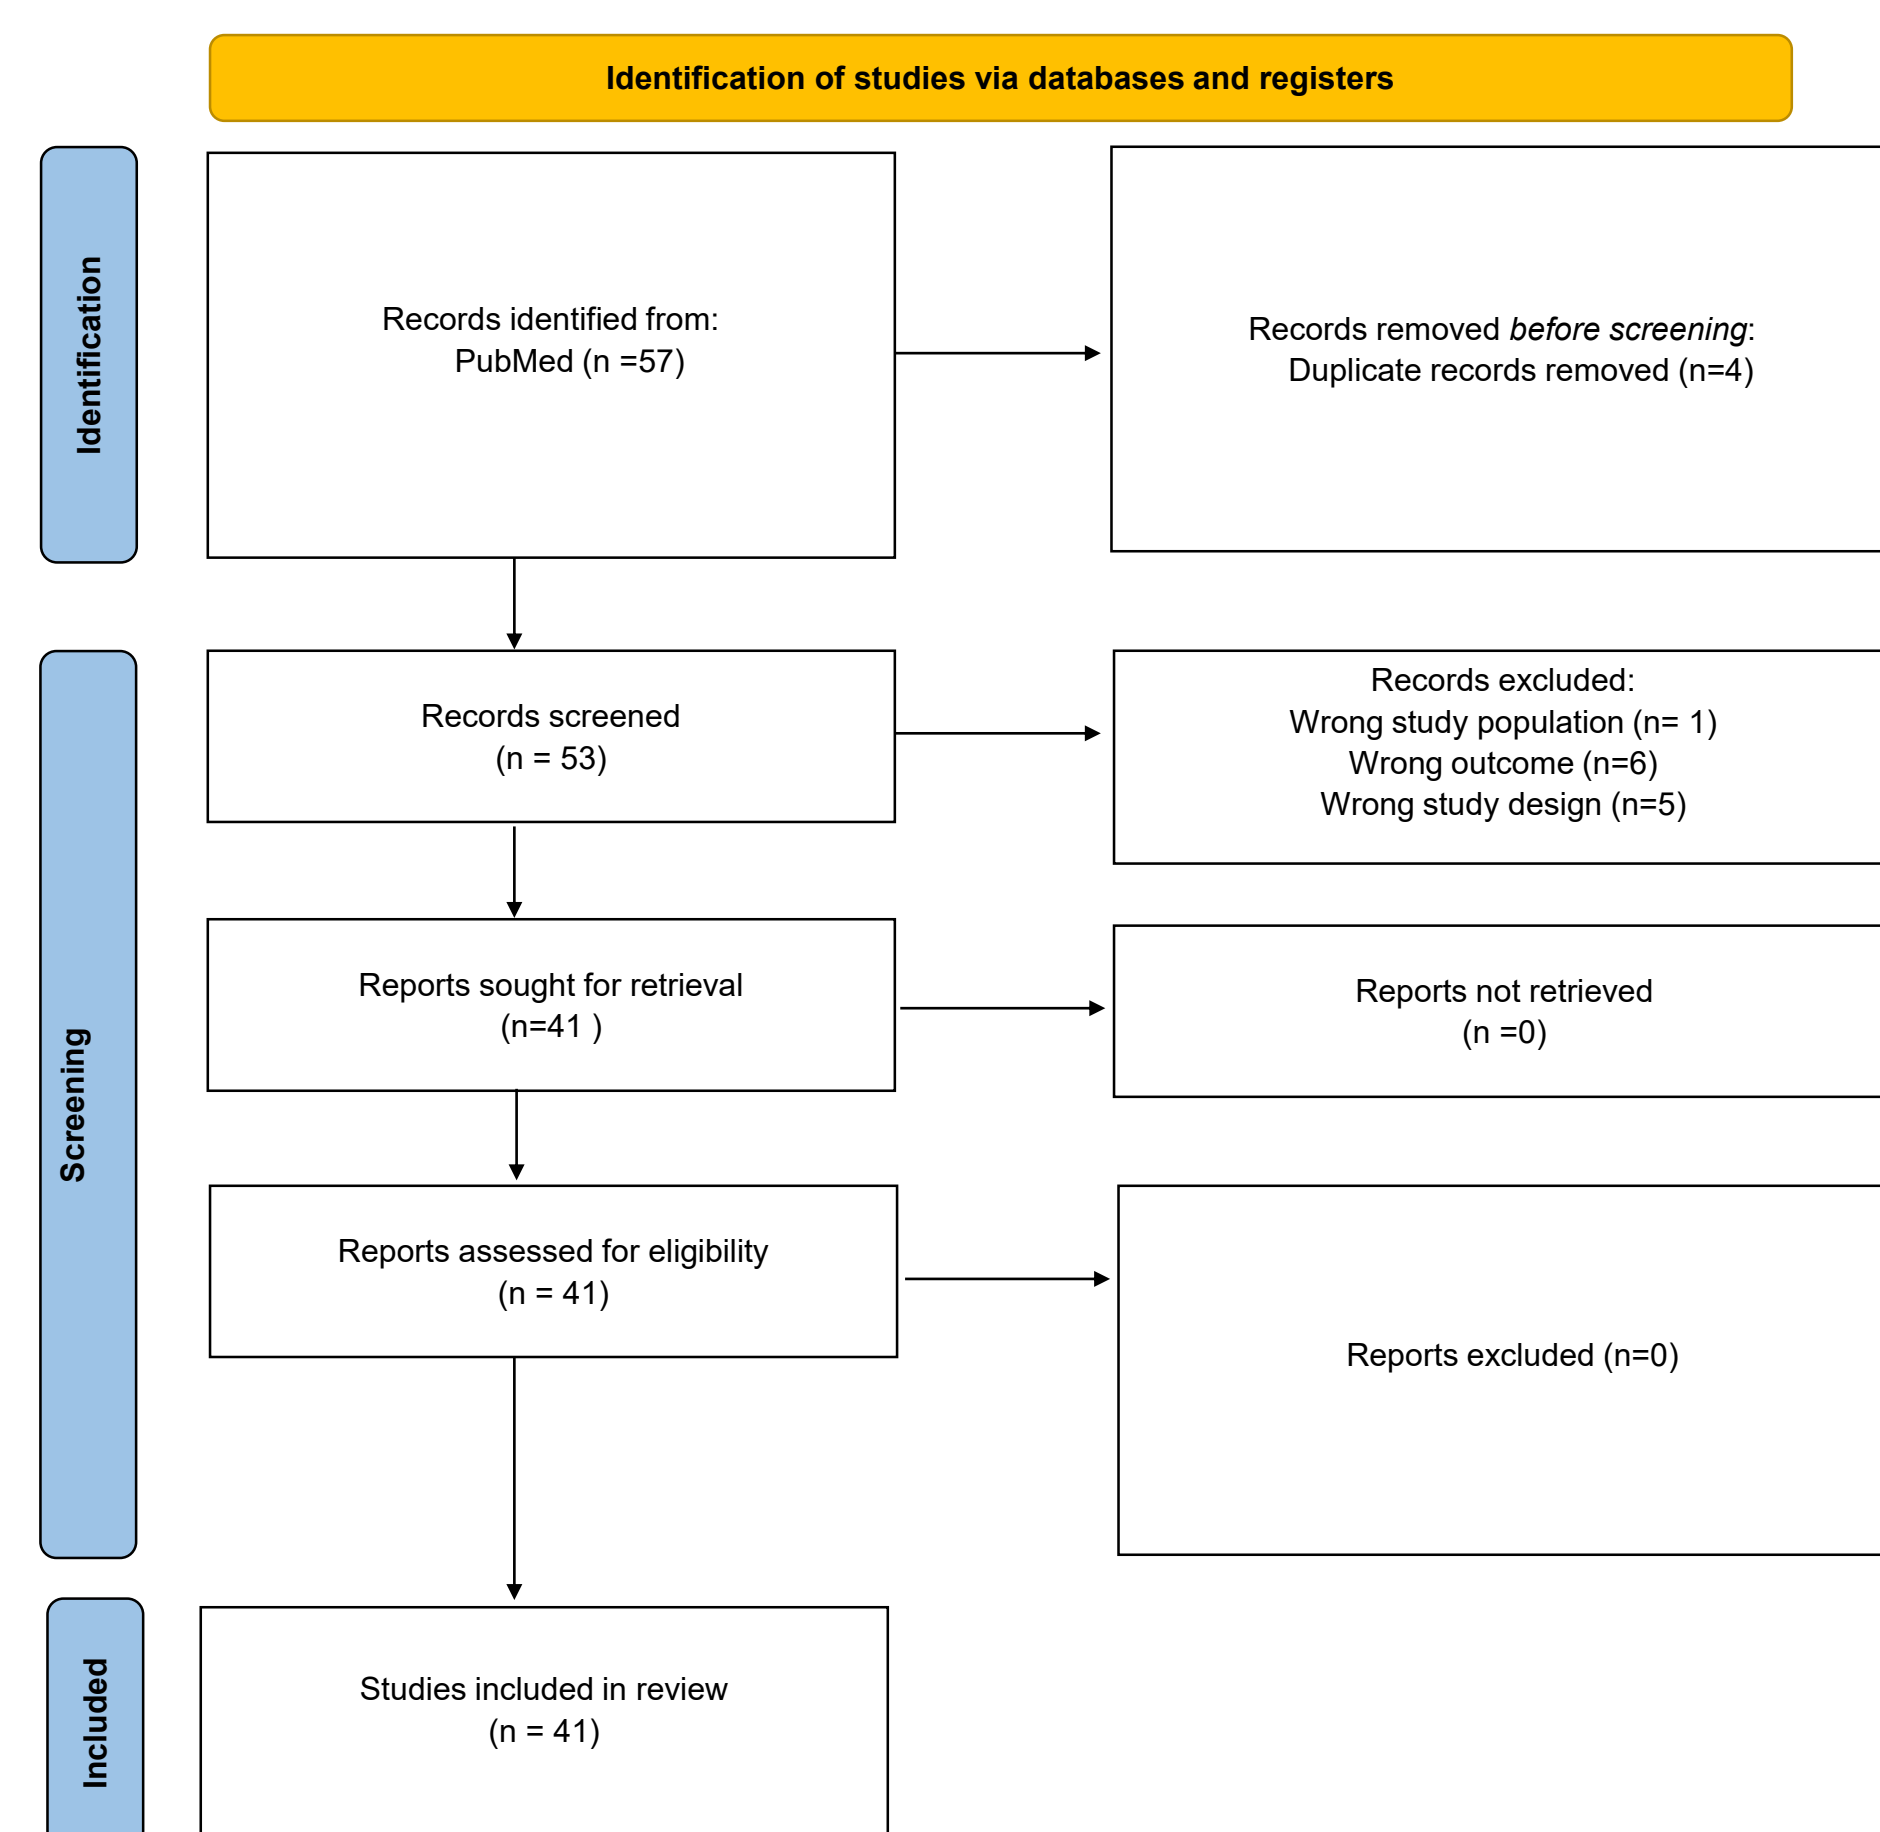 Identification of studies via databases and registers
Identification
Records identified from:
PubMed (n =57)
Records removed before screening:
Duplicate records removed (n=4)
Screening
Records screened
(n = 53)
Records excluded:
Wrong study population (n= 1)
Wrong outcome (n=6)
Wrong study design (n=5)
Reports sought for retrieval
(n=41 )
Reports not retrieved
(n =0)
Reports assessed for eligibility
(n = 41)
Reports excluded (n=0)
Included
Studies included in review
(n = 41)